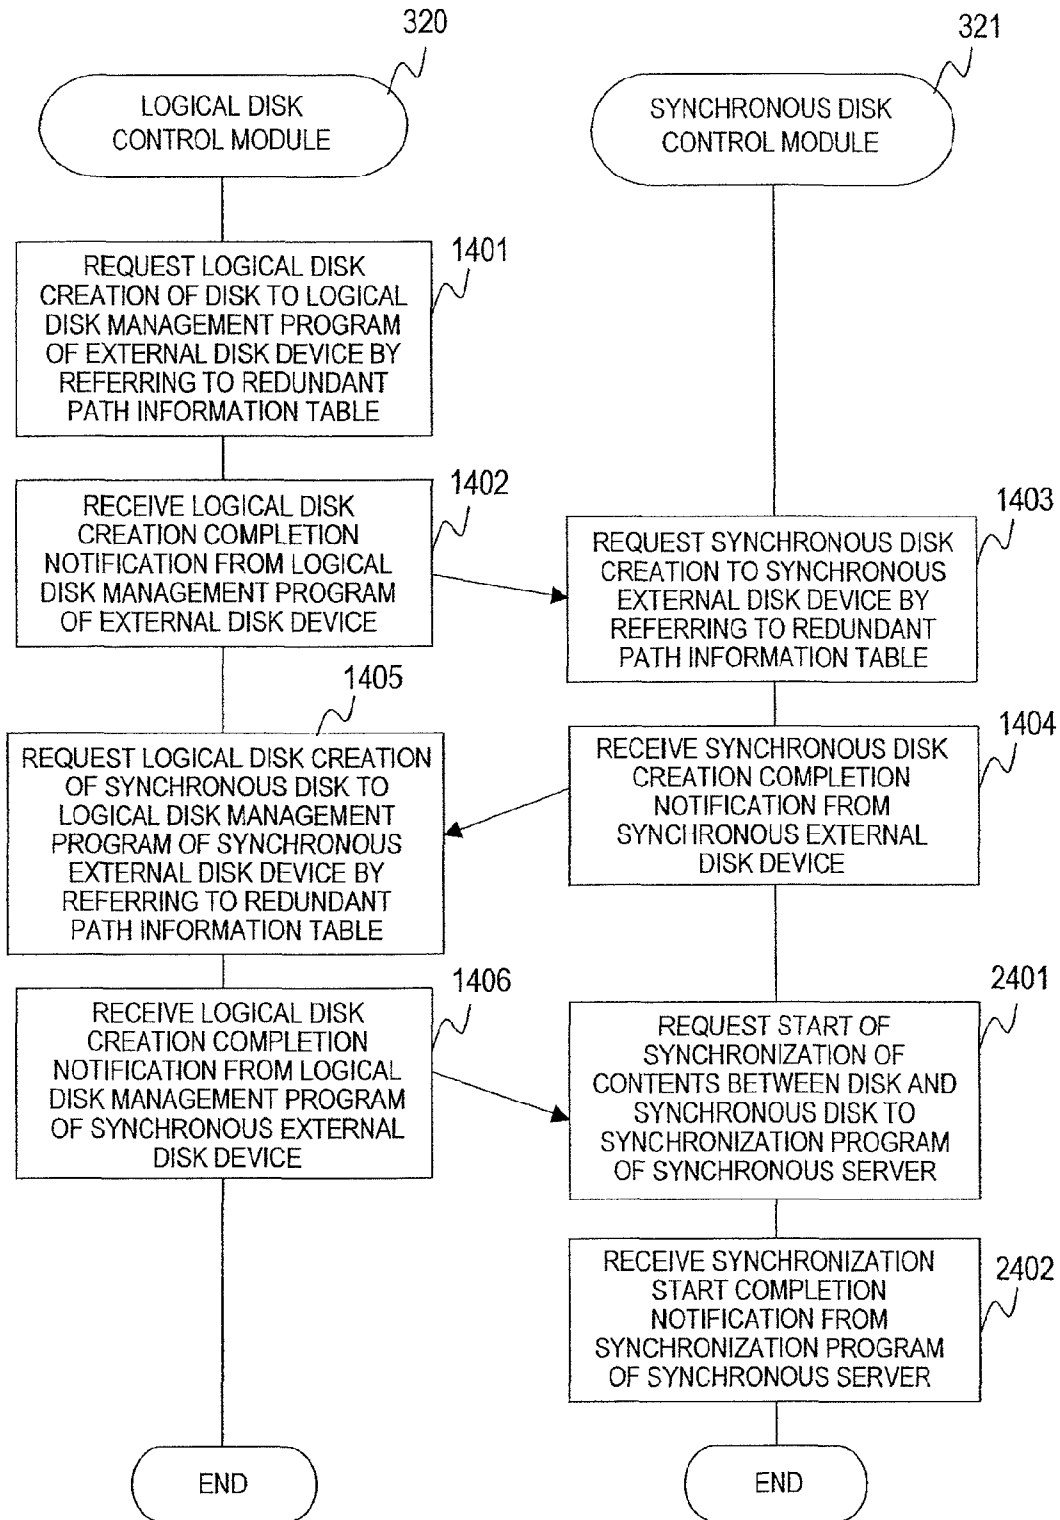 320
321
LOGICAL DISK
CONTROL MODULE
SYNCHRONOUS DISK
CONTROL MODULE
1401
REQUEST LOGICAL DISK
CREATION OF DISK TO LOGICAL
DISK MANAGEMENT PROGRAM
OF EXTERNAL DISK DEVICE BY
REFERRING TO REDUNDANT
PATH INFORMATION TABLE
1402
RECEIVE LOGICAL DISK
CREATION COMPLETION
NOTIFICATION FROM LOGICAL
DISK MANAGEMENT PROGRAM
OF EXTERNAL DISK DEVICE
1403
REQUEST SYNCHRONOUS DISK
CREATION TO SYNCHRONOUS
EXTERNAL DISK DEVICE BY
REFERRING TO REDUNDANT
PATH INFORMATION TABLE
1404
RECEIVE SYNCHRONOUS DISK
CREATION COMPLETION
NOTIFICATION FROM
SYNCHRONOUS EXTERNAL
DISK DEVICE
1405
REQUEST LOGICAL DISK CREATION
OF SYNCHRONOUS DISK TO
LOGICAL DISK MANAGEMENT
PROGRAM OF SYNCHRONOUS
EXTERNAL DISK DEVICE BY
REFERRING TO REDUNDANT
PATH INFORMATION TABLE
1406
RECEIVE LOGICAL DISK
CREATION COMPLETION
NOTIFICATION FROM LOGICAL
DISK MANAGEMENT PROGRAM
OF SYNCHRONOUS EXTERNAL
DISK DEVICE
2401
REQUEST START OF
SYNCHRONIZATION OF
CONTENTS BETWEEN DISK AND
SYNCHRONOUS DISK TO
SYNCHRONIZATION PROGRAM
OF SYNCHRONOUS SERVER
2402
RECEIVE SYNCHRONIZATION
START COMPLETION
NOTIFICATION FROM
SYNCHRONIZATION PROGRAM
OF SYNCHRONOUS SERVER
END
END